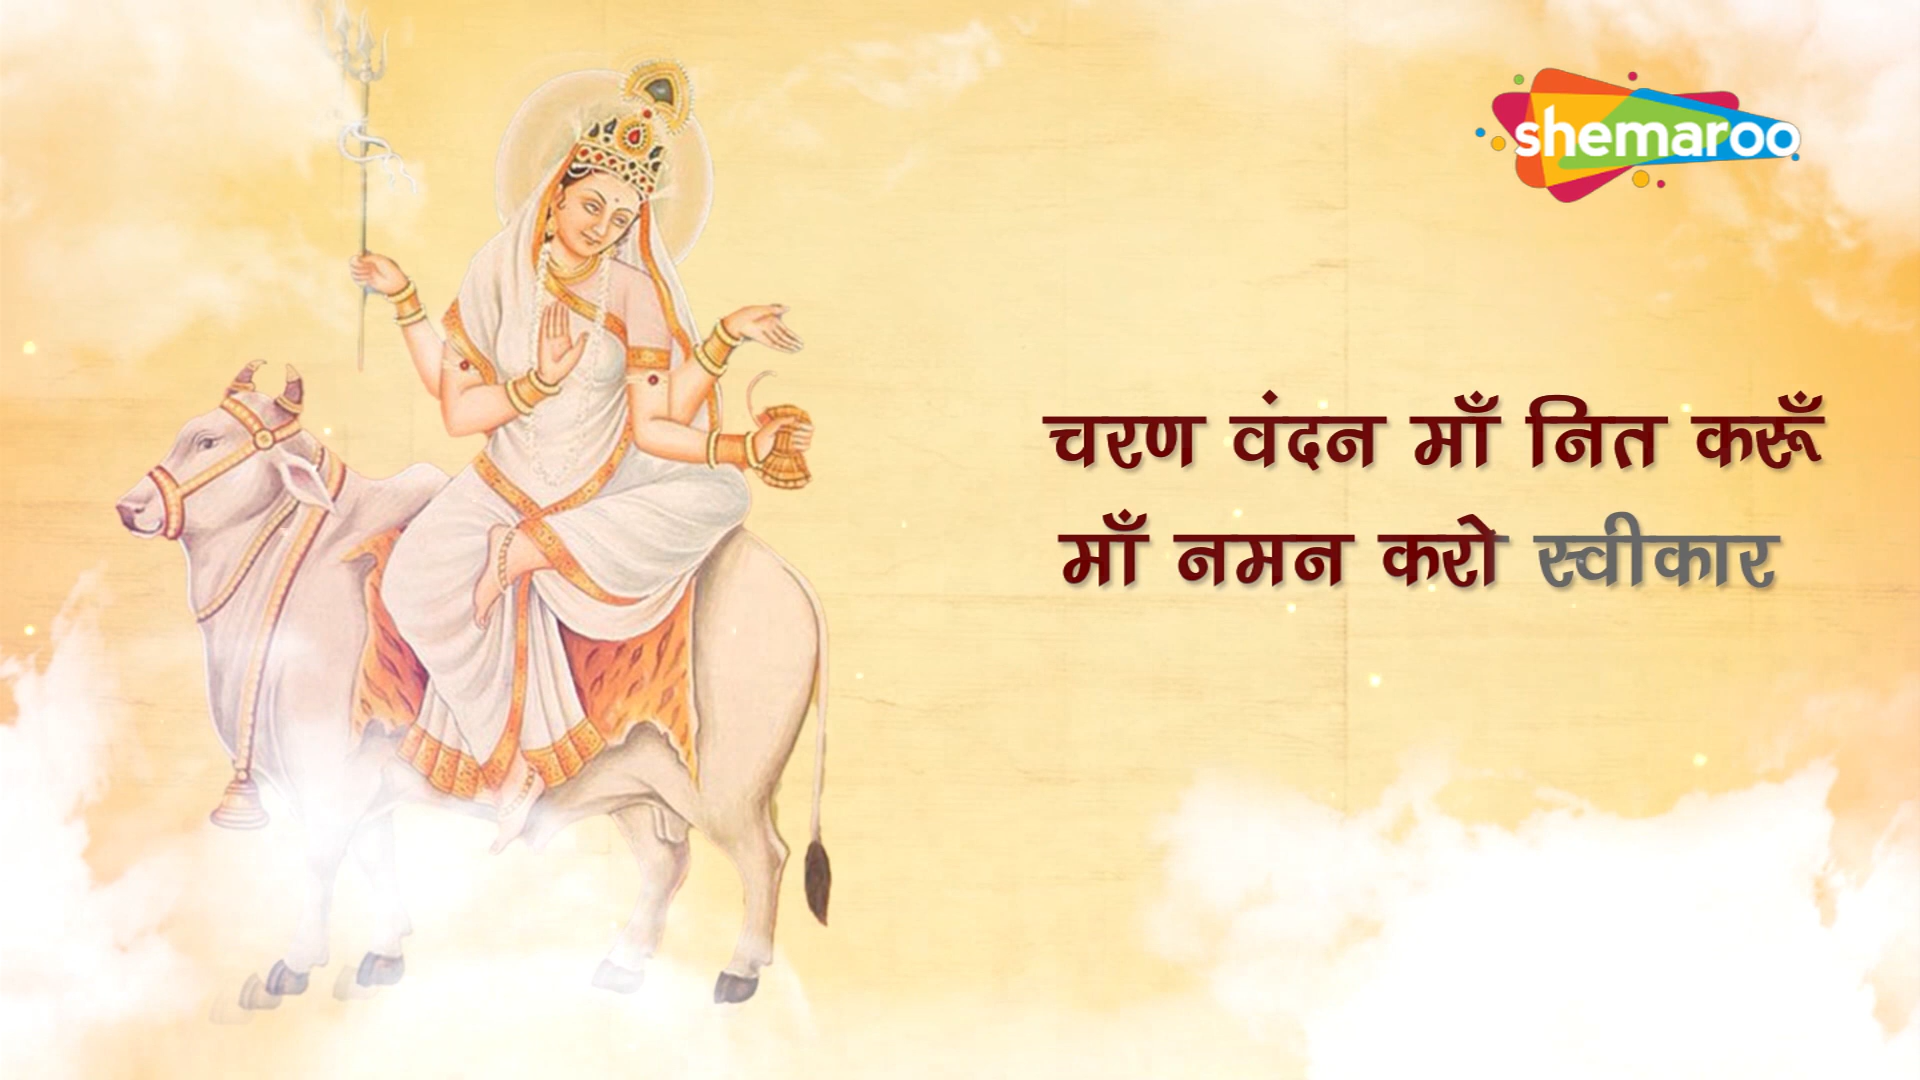 shemaroo
चरण वंदन माँ नित करूँ
माँ नमन करो स्वीकार